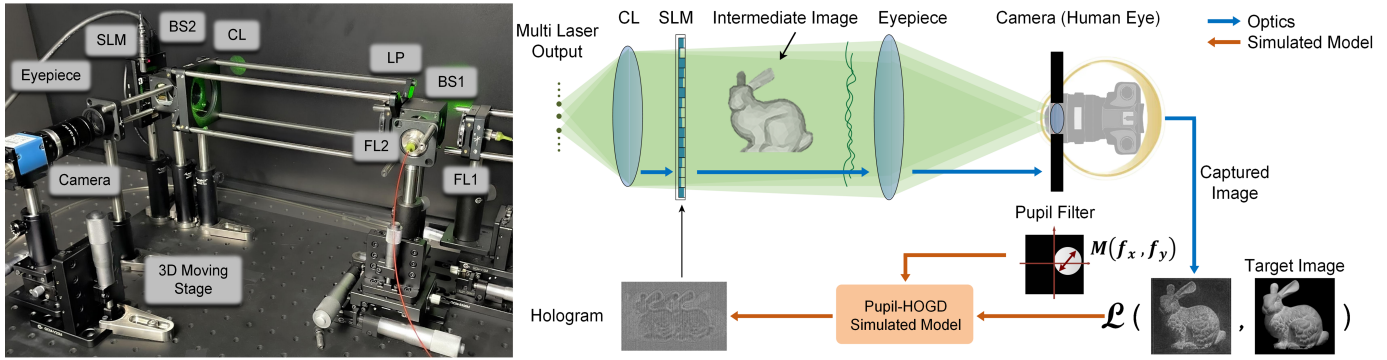 SLM
BS2
CL
Eyepiece
LP
BS1
FL2
FL1
Camera
3D Moving
Stage
Multi Laser
Output
CL
SLM
Intermediate Image
Eyepiece
Camera (Human Eye)
Optics
Simulated Model
Captured
Image
Pupil Filter
M(fx, fy)
Target Image
Hologram
Pupil-HOGD
Simulated Model
ℒ ( , )